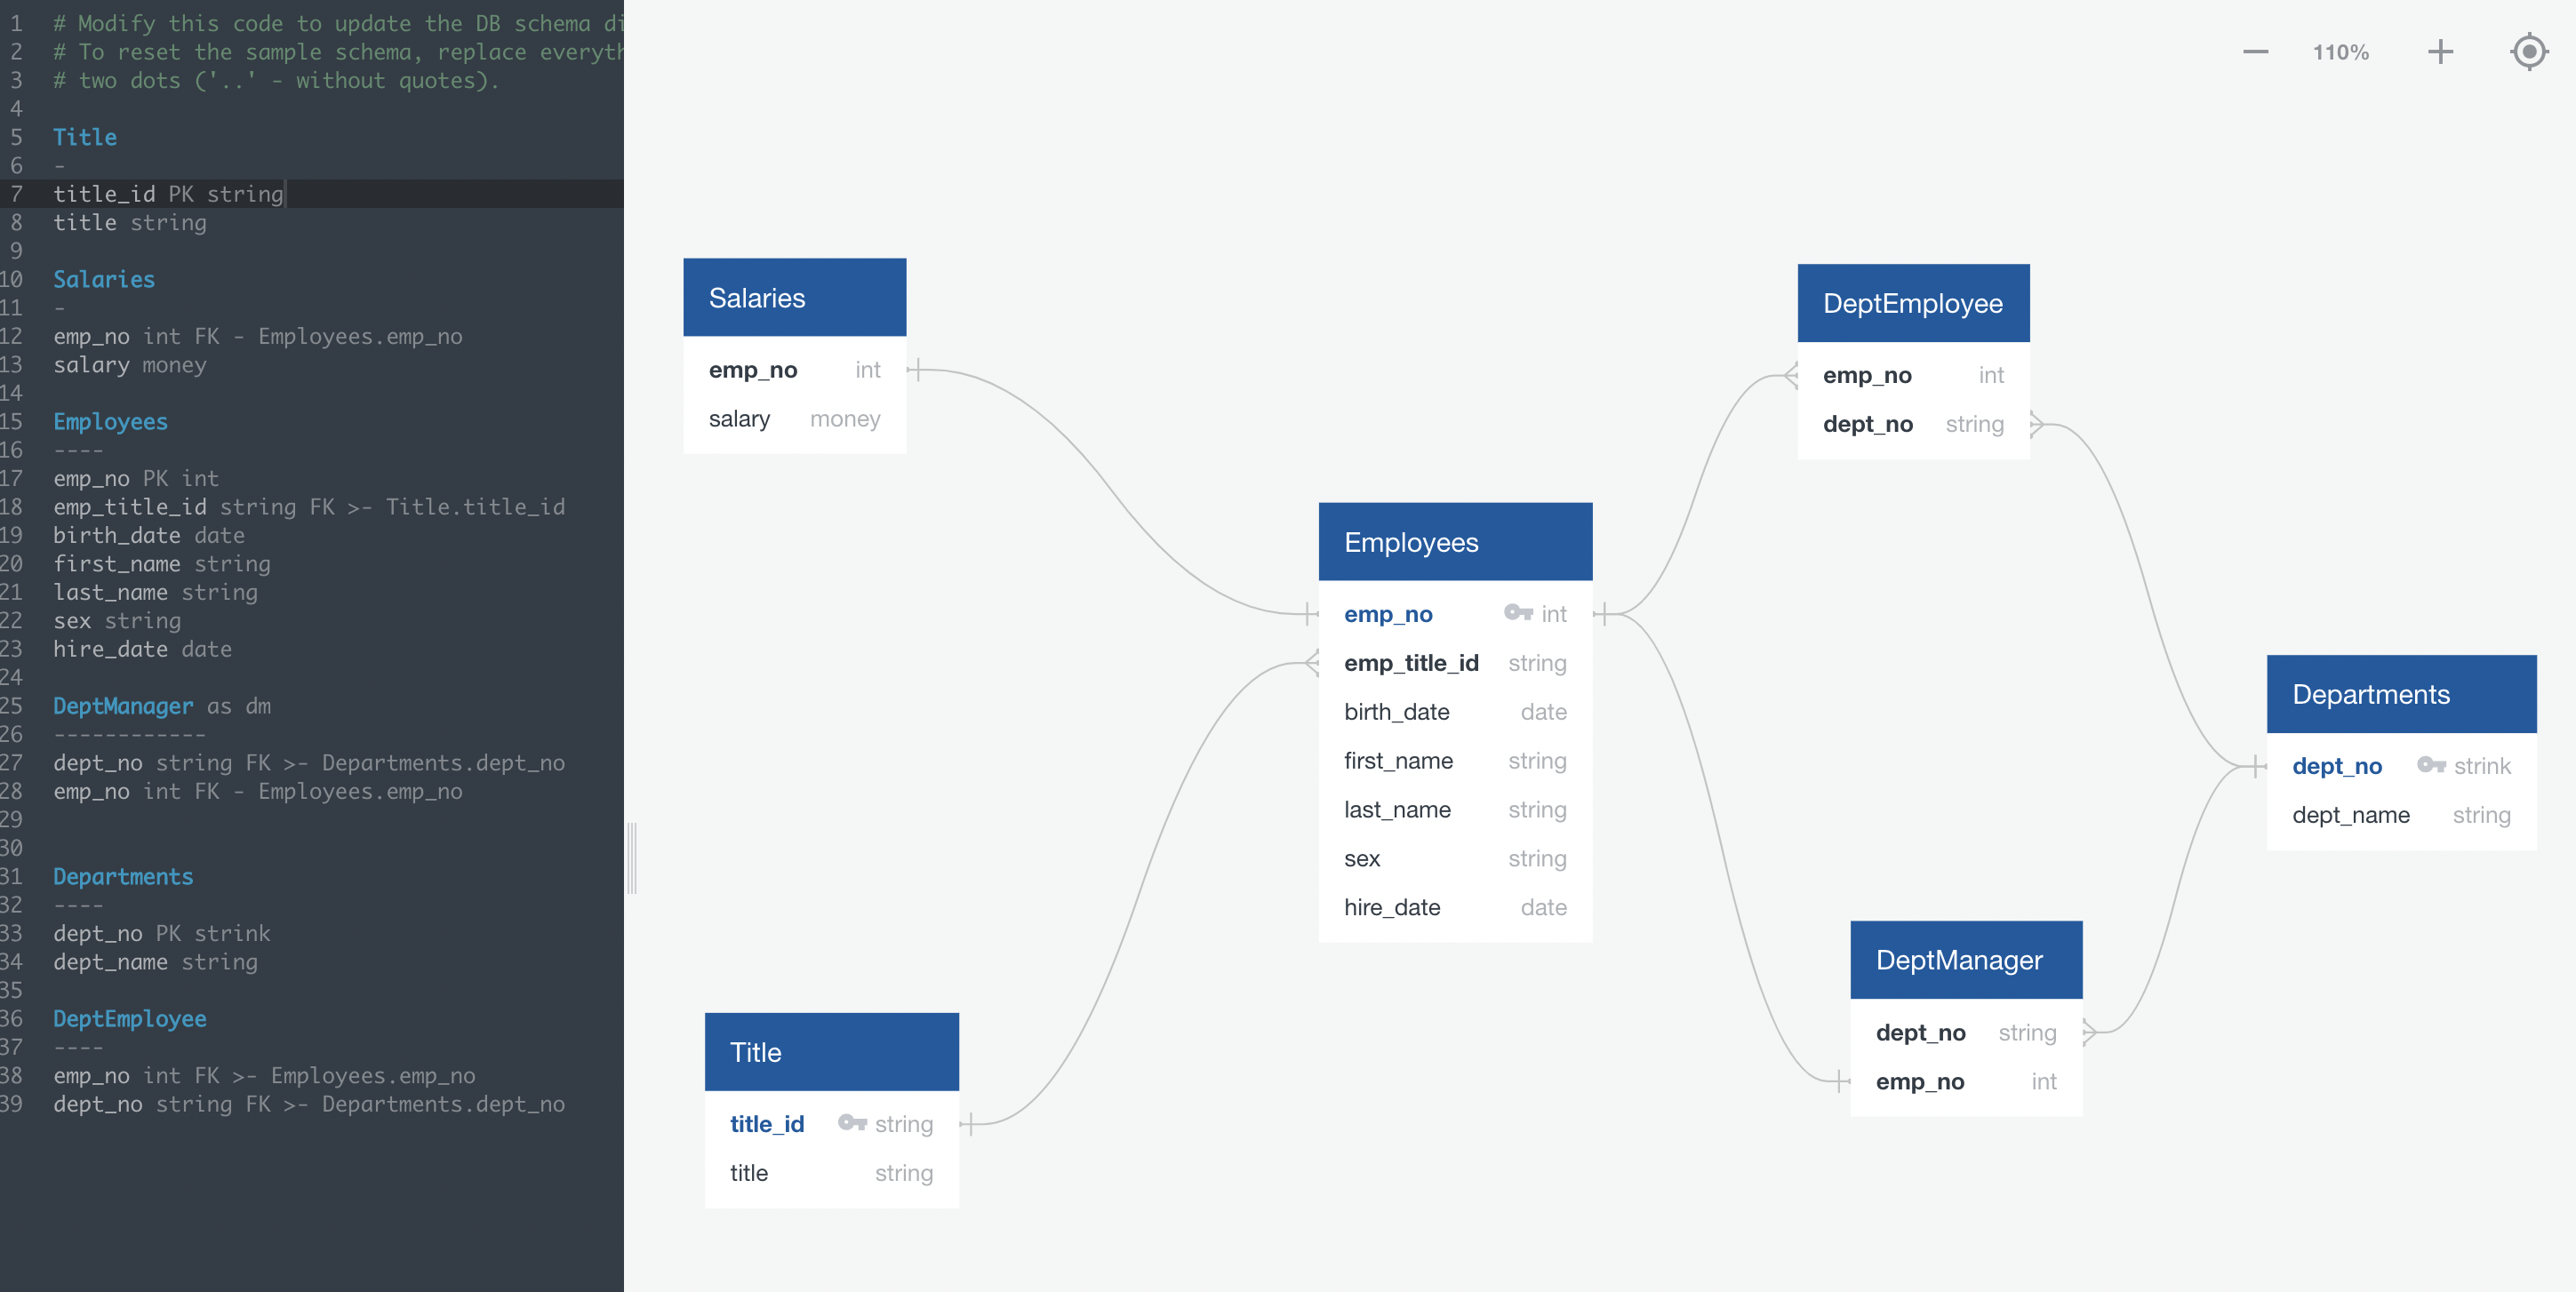 1 # Modify this code to update the DB schema di
2 # To reset the sample schema, replace everyth
3 # two dots ('..' - without quotes).
4
5 Title
6 -
7 title_id PK string
8 title string
9
10 Salaries
11 -
12 emp_no int FK - Employees.emp_no
13 salary money
14
15 Employees
16 ----
17 emp_no PK int
18 emp_title_id string FK >- Title.title_id
19 birth_date date
20 first_name string
21 last_name string
22 sex string
23 hire_date date
24
25 DeptManager as dm
26 ------------
27 dept_no string FK >- Departments.dept_no
28 emp_no int FK - Employees.emp_no
29
30
31 Departments
32 ----
33 dept_no PK strink
34 dept_name string
35
36 DeptEmployee
37 ----
38 emp_no int FK >- Employees.emp_no
39 dept_no string FK >- Departments.dept_no
110%
Salaries
emp_no int
salary money
DeptEmployee
emp_no int
dept_no string
Employees
emp_no int
emp_title_id string
birth_date date
first_name string
last_name string
sex string
hire_date date
Departments
dept_no strink
dept_name string
DeptManager
dept_no string
emp_no int
Title
title_id string
title string